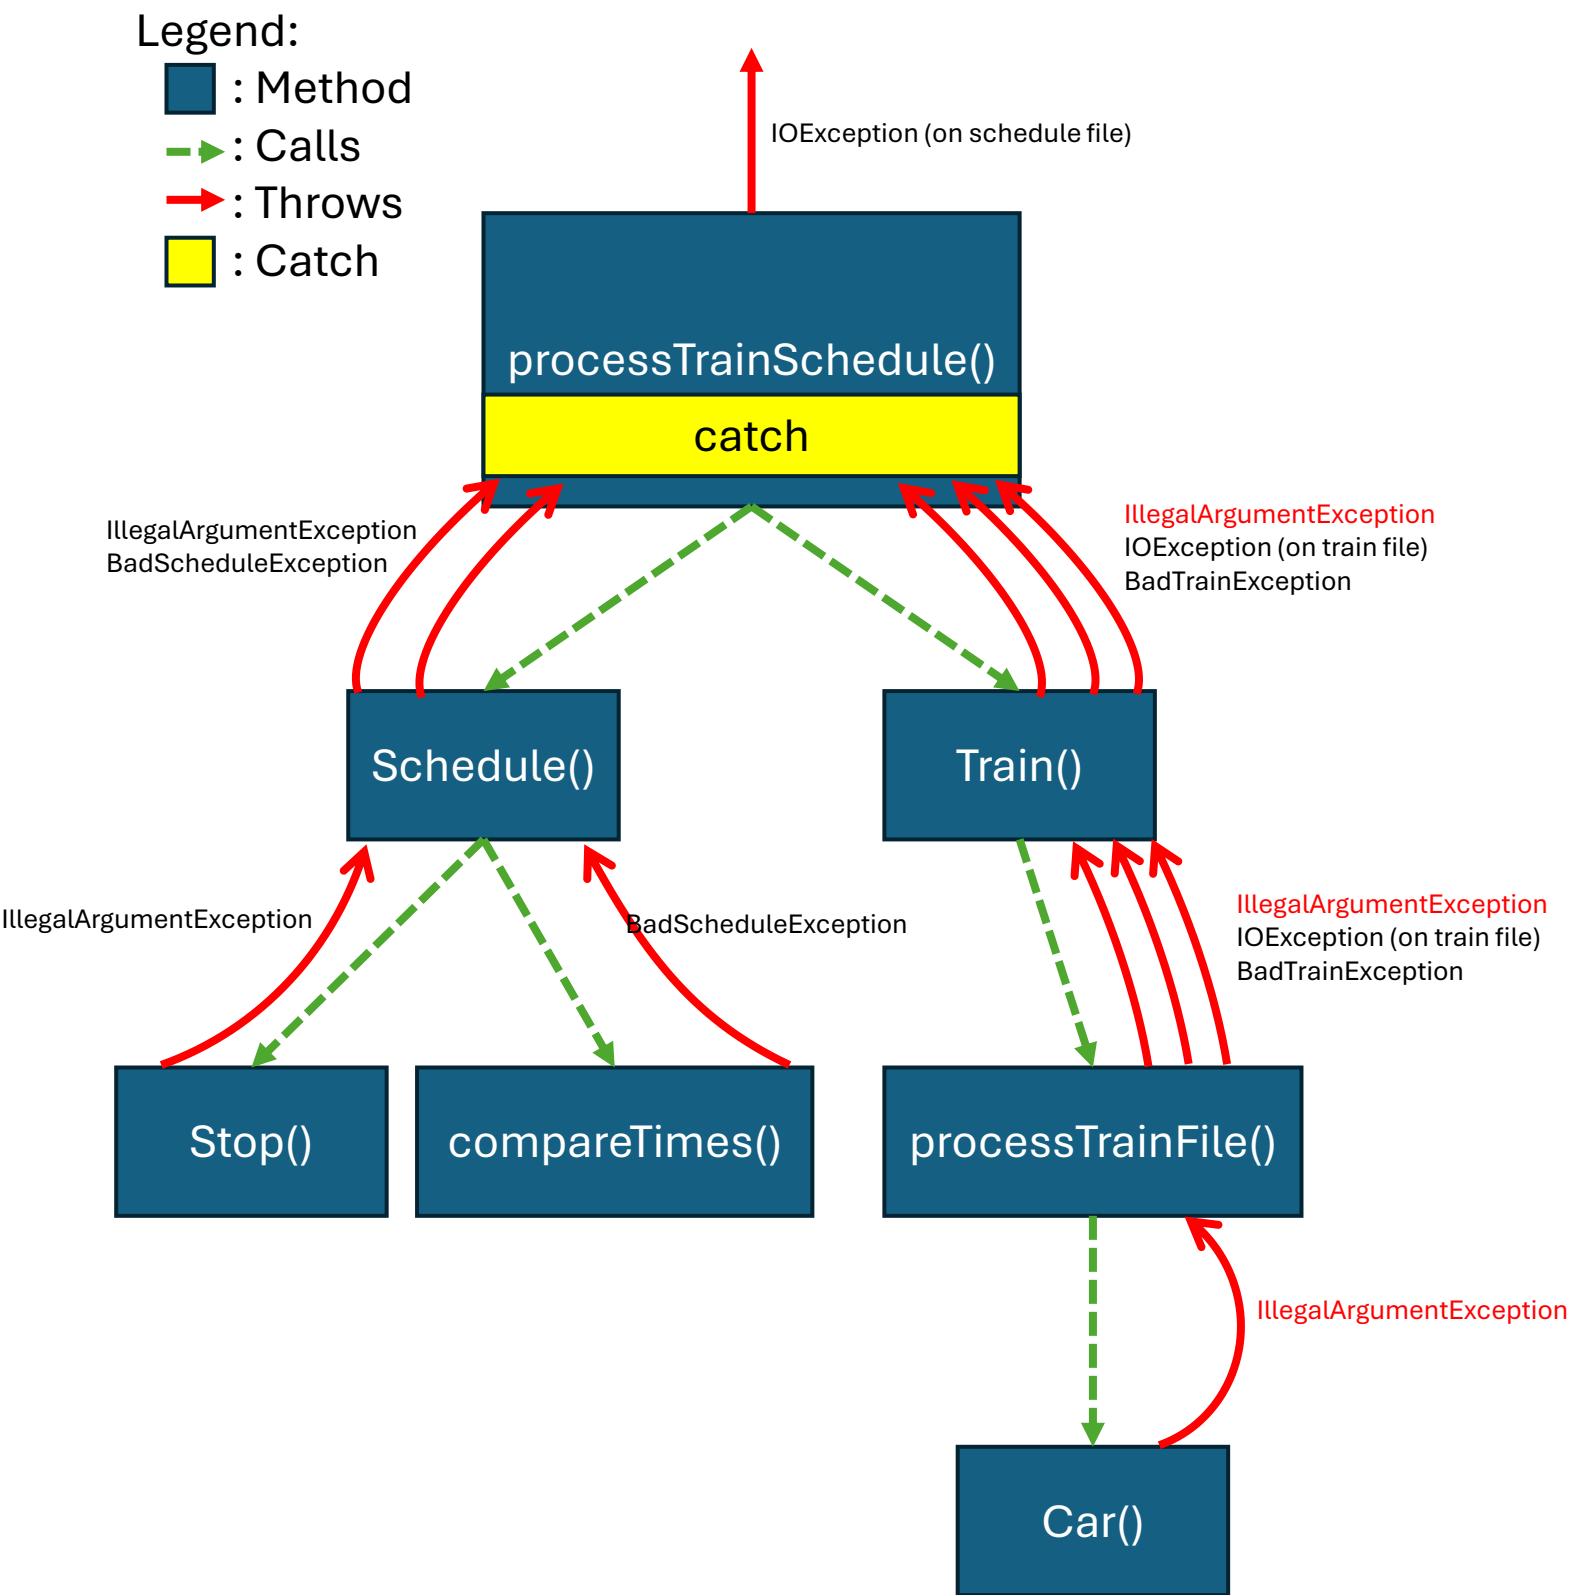 Legend:
: Method
: Calls
: Throws
: Catch
IOException (on schedule file)
processTrainSchedule()
catch
IllegalArgumentException
BadScheduleException
IllegalArgumentException
IOException (on train file)
BadTrainException
Schedule()
Train()
IllegalArgumentException
BadScheduleException
IllegalArgumentException
IOException (on train file)
BadTrainException
Stop()
compareTimes()
processTrainFile()
IllegalArgumentException
Car()